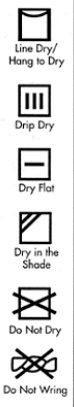 Line Dry/
Hang to Dry
Drip Dry
Dry Flat
Dry in the
Shade
Do Not Dry
Do Not Wring